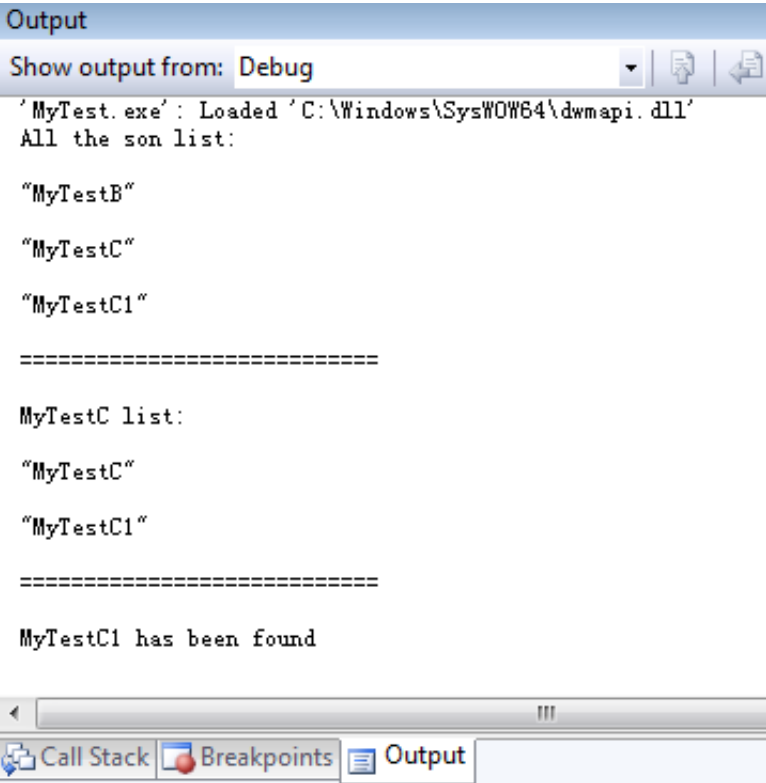 Output
Show output from: Debug
'MyTest.exe': Loaded 'C:\Windows\SysWOW64\dwmapi.dll'
All the son list:
"MyTestB"
"MyTestC"
"MyTestC1"
============================
MyTestC list:
"MyTestC"
"MyTestC1"
============================
MyTestC1 has been found
Call Stack Breakpoints Output